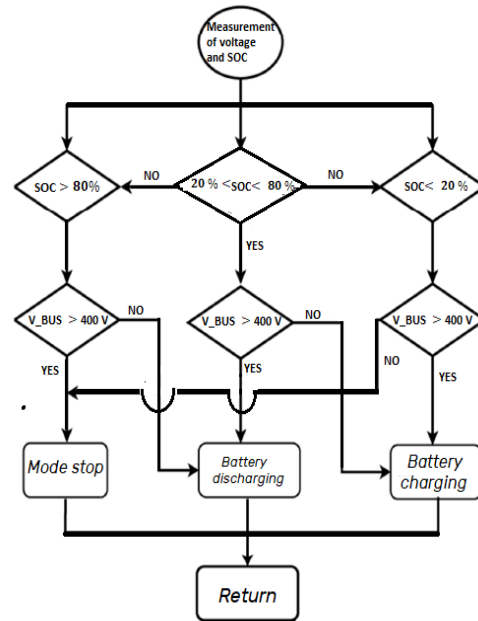 Measurement
of voltage
and SOC
SOC > 80%
NO
20 % <SOC< 80 %
NO
SOC< 20 %
YES
V_BUS > 400 V
NO
V_BUS > 400 V
NO
V_BUS > 400 V
YES
YES
NO
YES
Mode stop
Battery
discharging
Battery
charging
Return